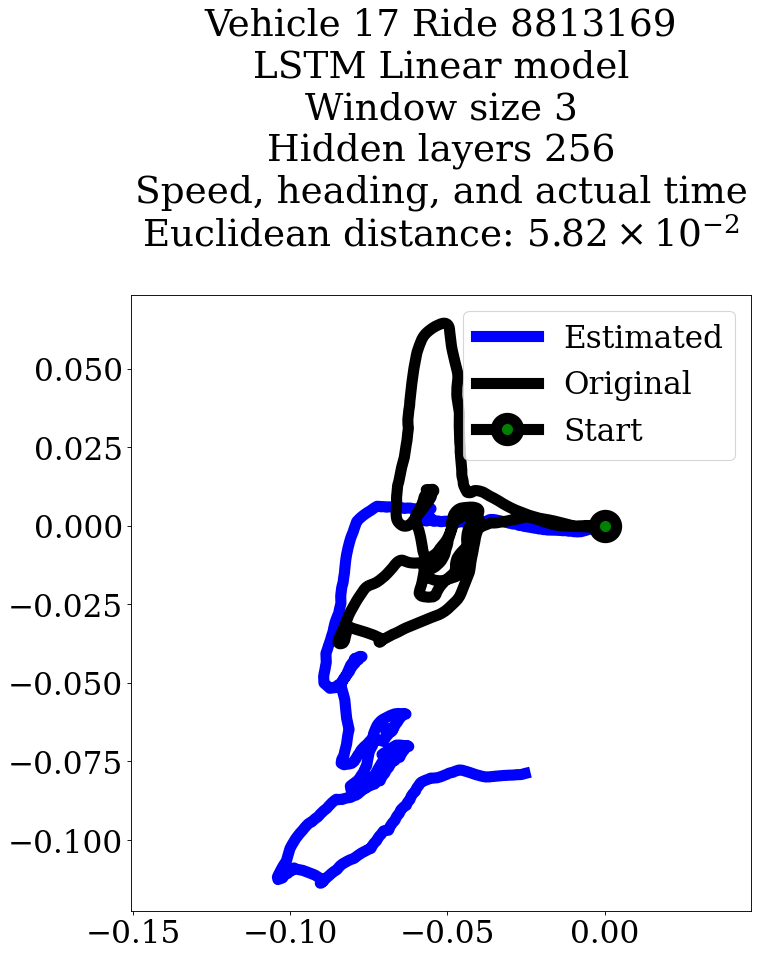 Vehicle 17 Ride 8813169
LSTM Linear model
Window size 3
Hidden layers 256
Speed, heading, and actual time
Euclidean distance: 5.82 × 10⁻²
Estimated
Original
Start
0.050
0.025
0.000
−0.025
−0.050
−0.075
−0.100
−0.15 −0.10 −0.05 0.00